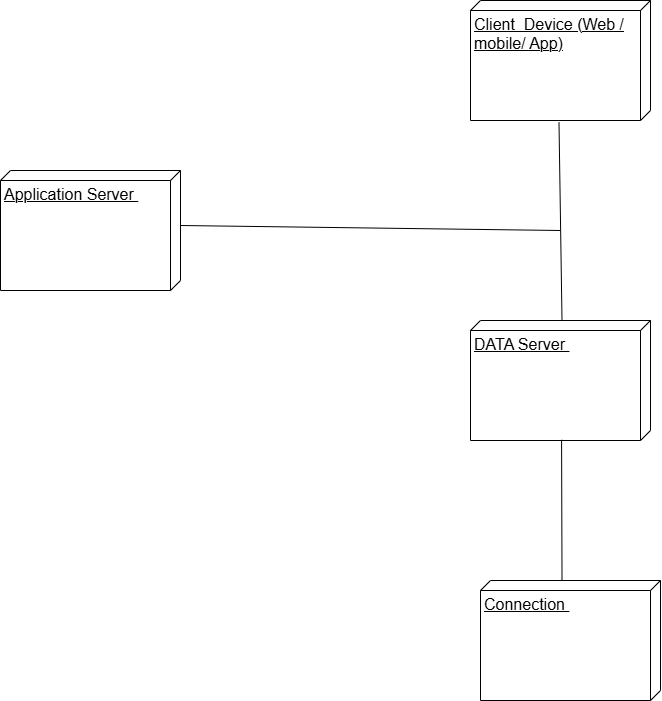 Client  Device (Web /
mobile/ App)
Application Server
DATA Server
Connection